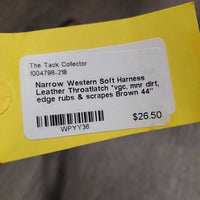 The Tack Collector
1004798-218
Narrow Western Soft Harness
Leather Throatlatch *vgc, mnr dirt,
edge rubs & scrapes Brown 44"
WPYY36
$26.50